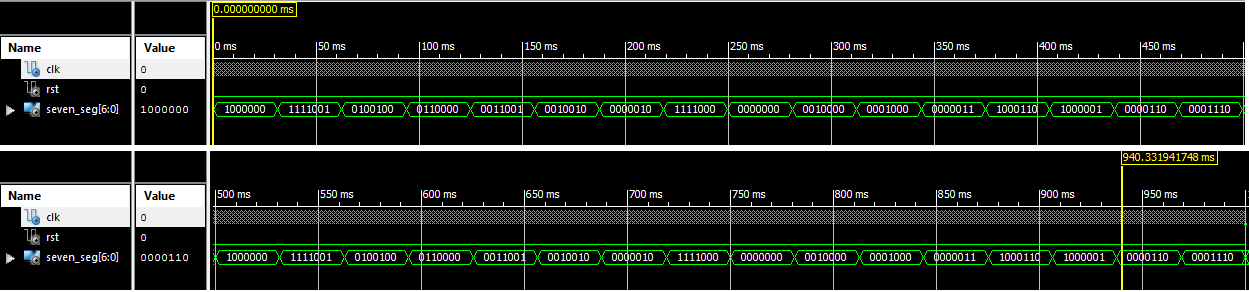 0.000000000 ms
Name Value 0 ms 50 ms 100 ms 150 ms 200 ms 250 ms 300 ms 350 ms 400 ms 450 ms
clk 0
rst 0
seven_seg[6:0] 1000000 1000000 1111001 0100100 0110000 0011001 0010010 0000010 1111000 0000000 0010000 0001000 0000011 1000110 1000001 0000110 0001110
940.331941748 ms
Name Value 500 ms 550 ms 600 ms 650 ms 700 ms 750 ms 800 ms 850 ms 900 ms 950 ms
clk 0
rst 0
seven_seg[6:0] 0000110 1000000 1111001 0100100 0110000 0011001 0010010 0000010 1111000 0000000 0010000 0001000 0000011 1000110 1000001 0000110 0001110